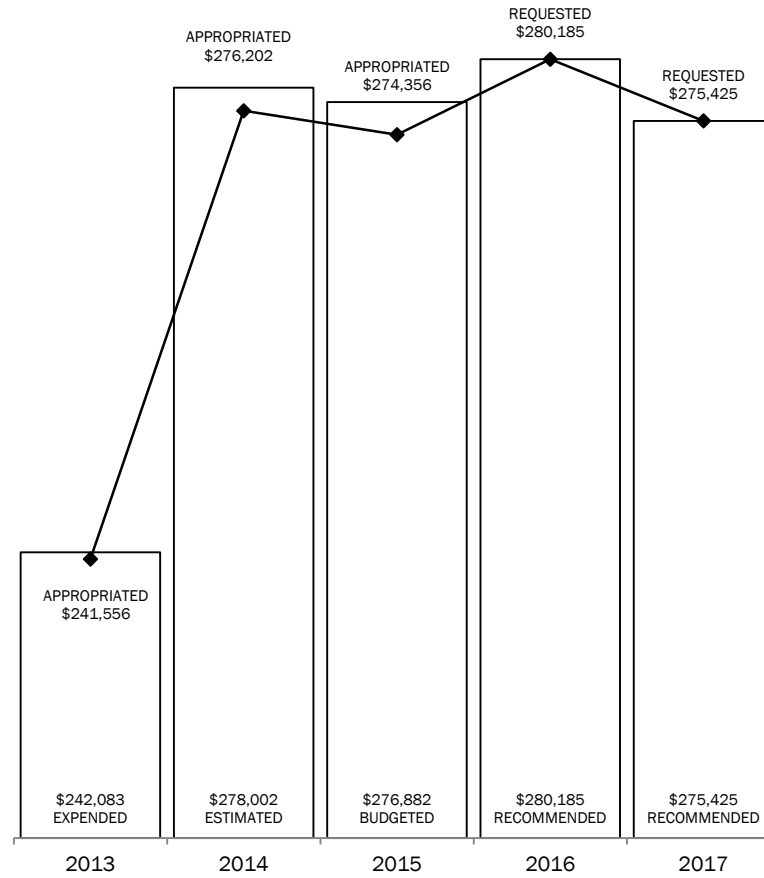 APPROPRIATED
$276,202
APPROPRIATED
$274,356
REQUESTED
$280,185
REQUESTED
$275,425
APPROPRIATED
$241,556
$242,083
EXPENDED
$278,002
ESTIMATED
$276,882
BUDGETED
$280,185
RECOMMENDED
$275,425
RECOMMENDED
2013
2014
2015
2016
2017